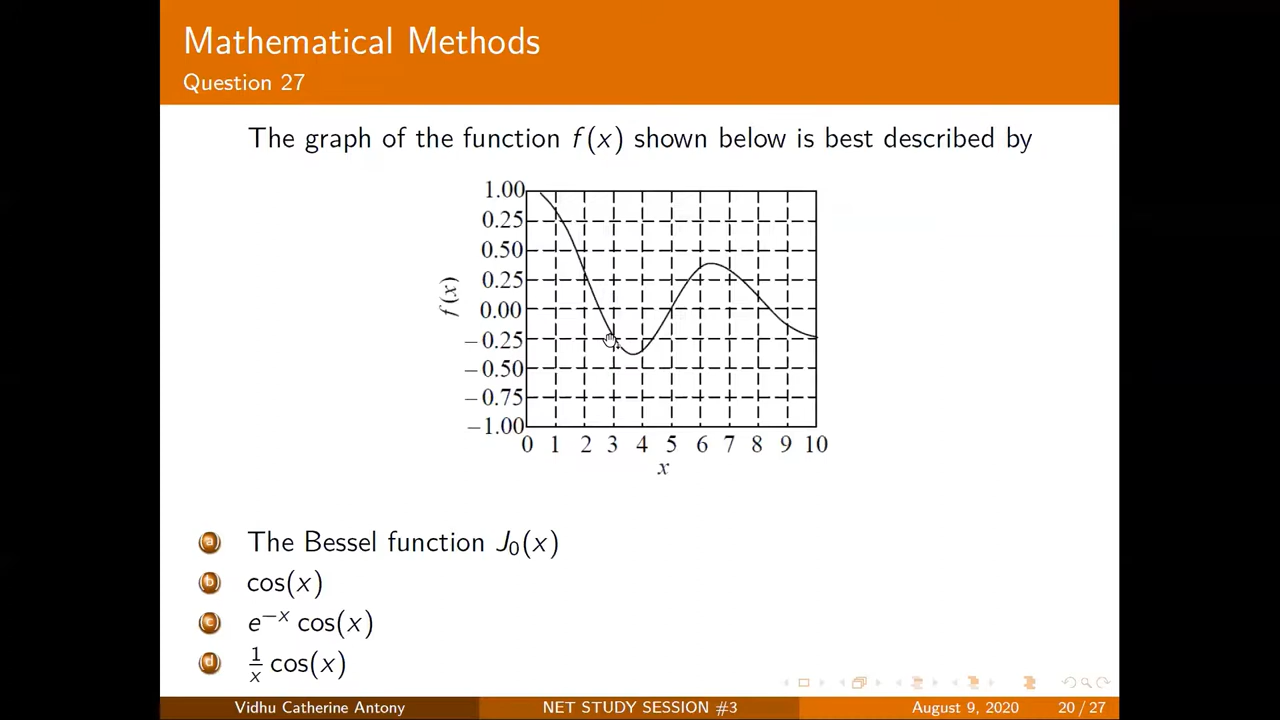 Mathematical Methods
Question 27
The graph of the function f(x) shown below is best described by
1.00
0.25
0.50
0.25
0.00
−0.25
−0.50
−0.75
−1.00
f(x)
0 1 2 3 4 5 6 7 8 9 10
x
a The Bessel function J₀(x)
b cos(x)
c e⁻ˣ cos(x)
d 1/x cos(x)
Vidhu Catherine Antony NET STUDY SESSION #3 August 9, 2020 20 / 27